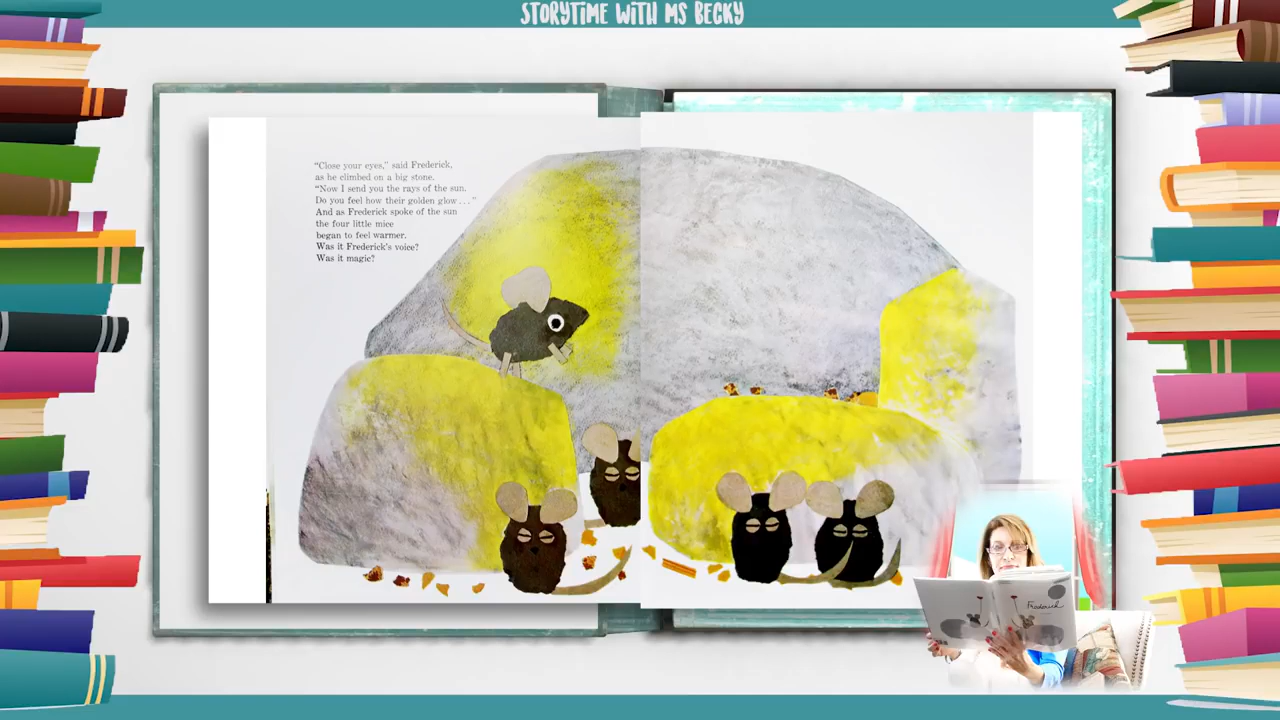 STORYTIME WITH MS BECKY
"Close your eyes," said Frederick,
as he climbed on a big stone.
"Now I send you the rays of the sun.
Do you feel how their golden glow..."
And as Frederick spoke of the sun
the four little mice
began to feel warmer.
Was it Frederick's voice?
Was it magic?
Frederick